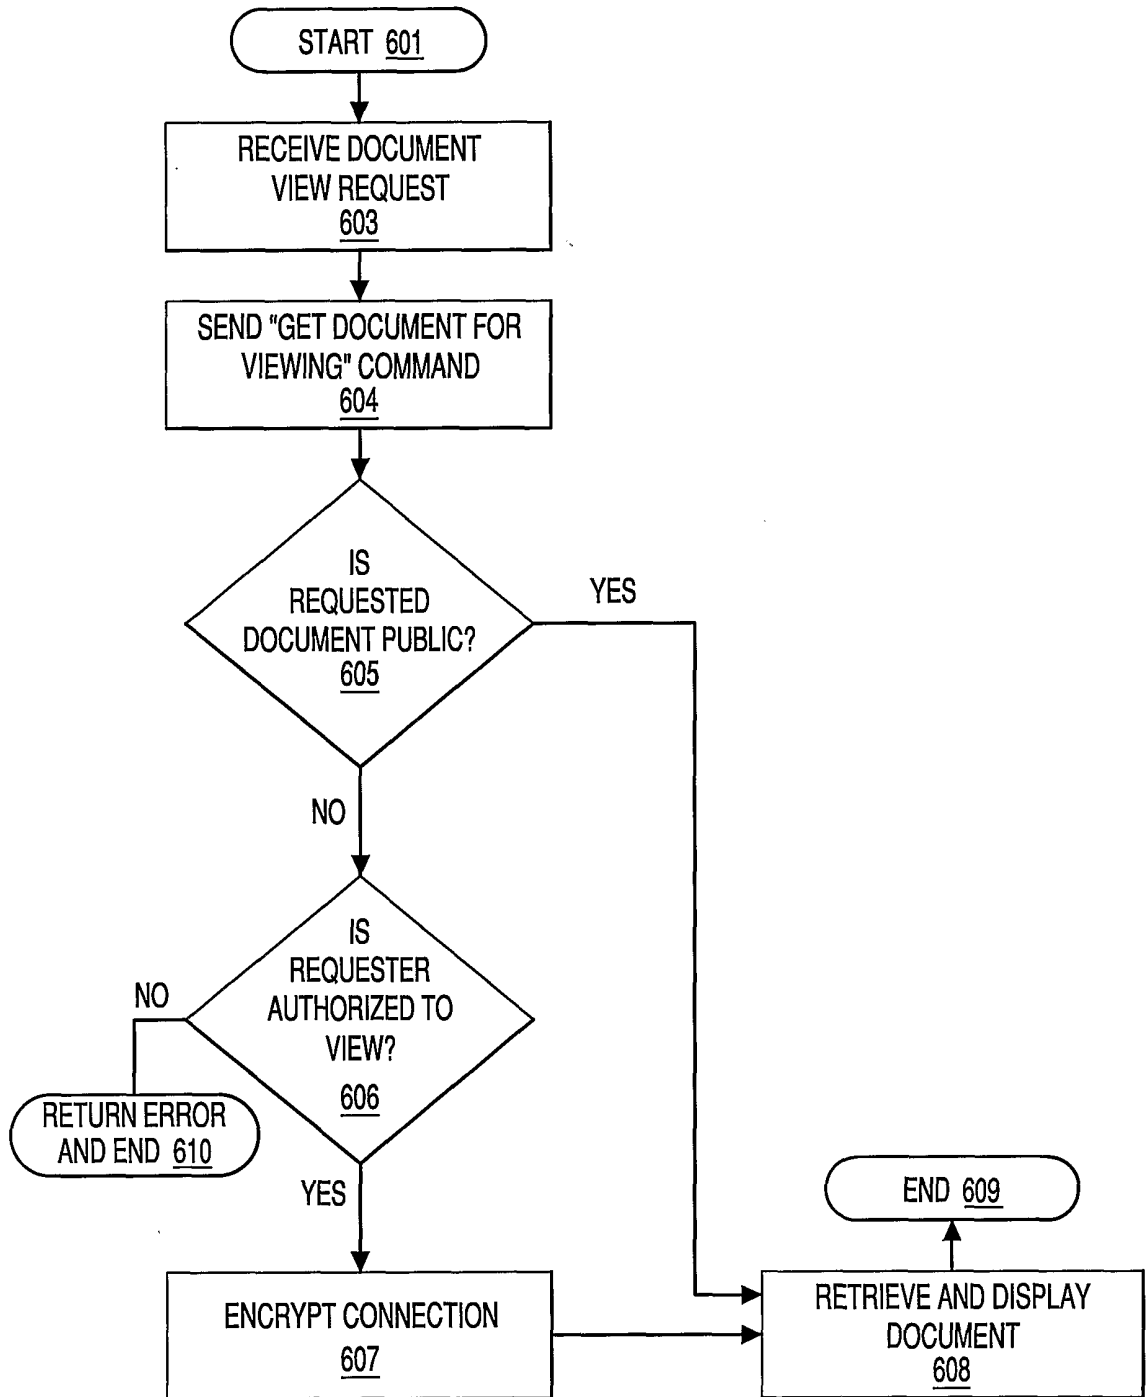 START 601
RECEIVE DOCUMENT
VIEW REQUEST
603
SEND "GET DOCUMENT FOR
VIEWING" COMMAND
604
IS
REQUESTED
DOCUMENT PUBLIC?
605
YES
NO
IS
REQUESTER
AUTHORIZED TO
VIEW?
606
NO
RETURN ERROR
AND END 610
YES
ENCRYPT CONNECTION
607
END 609
RETRIEVE AND DISPLAY
DOCUMENT
608